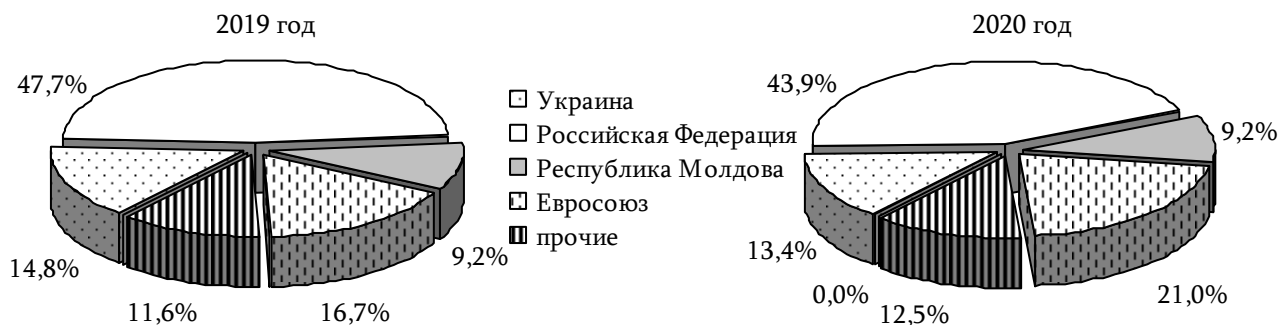 2019 год
47,7%
14,8%
11,6%
16,7%
9,2%
Украина
Российская Федерация
Республика Молдова
Евросоюз
прочие
2020 год
43,9%
9,2%
13,4%
0,0%
12,5%
21,0%